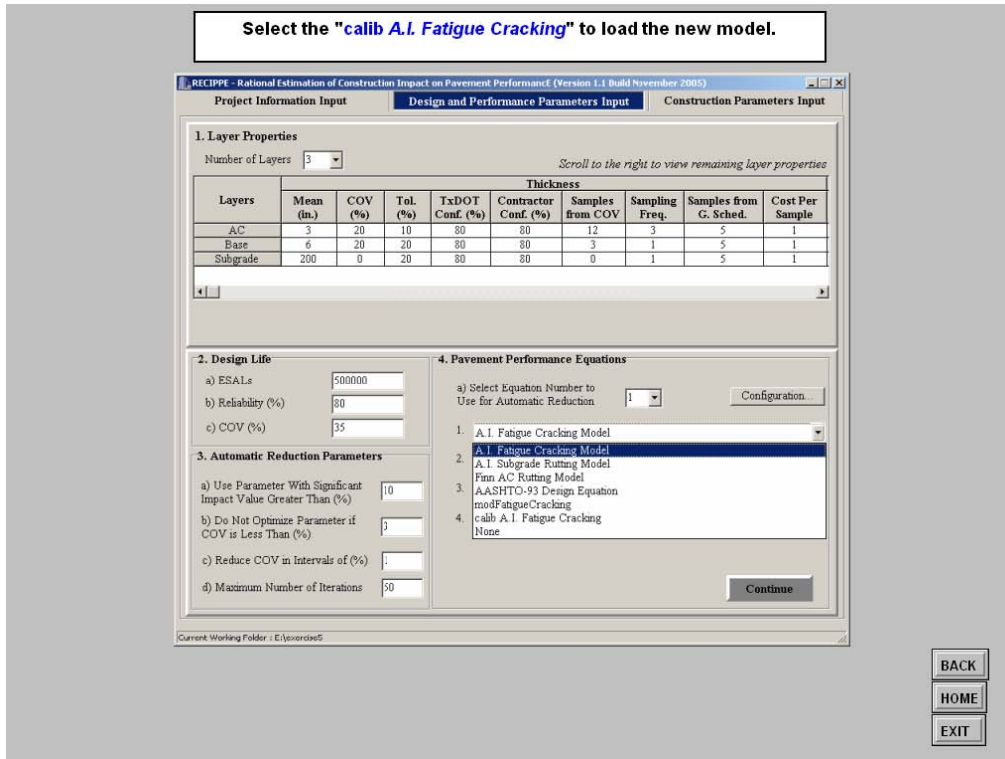 Select the "calib A.I. Fatigue Cracking" to load the new model.
RECIPPE - Rational Estimation of Construction Impact on Pavement PerformancE (Version 1.1 Build November 2005)
Project Information Input Design and Performance Parameters Input Construction Parameters Input
1. Layer Properties
Number of Layers 3
Scroll to the right to view remaining layer properties
Thickness
Layers Mean (in.) COV (%) Tol. (%) TxDOT Conf. (%) Contractor Conf. (%) Samples from COV Sampling Freq. Samples from G. Sched. Cost Per Sample
AC 3 20 10 80 80 12 3 5 1
Base 6 20 20 80 80 3 1 5 1
Subgrade 200 0 20 80 80 0 1 5 1
2. Design Life
a) ESALs 500000
b) Reliability (%) 80
c) COV (%) 35
3. Automatic Reduction Parameters
a) Use Parameter With Significant
Impact Value Greater Than (%) 10
b) Do Not Optimize Parameter if
COV is Less Than (%) 3
c) Reduce COV in Intervals of (%) 1
d) Maximum Number of Iterations 50
4. Pavement Performance Equations
a) Select Equation Number to
Use for Automatic Reduction 1
Configuration...
1. A.I. Fatigue Cracking Model
A.I. Fatigue Cracking Model
2. A.I. Subgrade Rutting Model
Finn AC Rutting Model
3. AASHTO-93 Design Equation
modFatigueCracking
4. calib A.I. Fatigue Cracking
None
Continue
Current Working Folder : E:\exercise5
BACK
HOME
EXIT